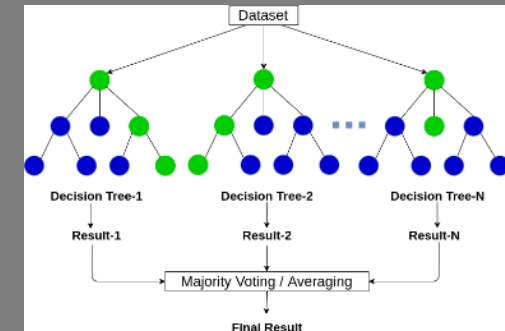 Dataset
Decision Tree-1 Decision Tree-2 Decision Tree-N
Result-1 Result-2 Result-N
Majority Voting / Averaging
Final Result